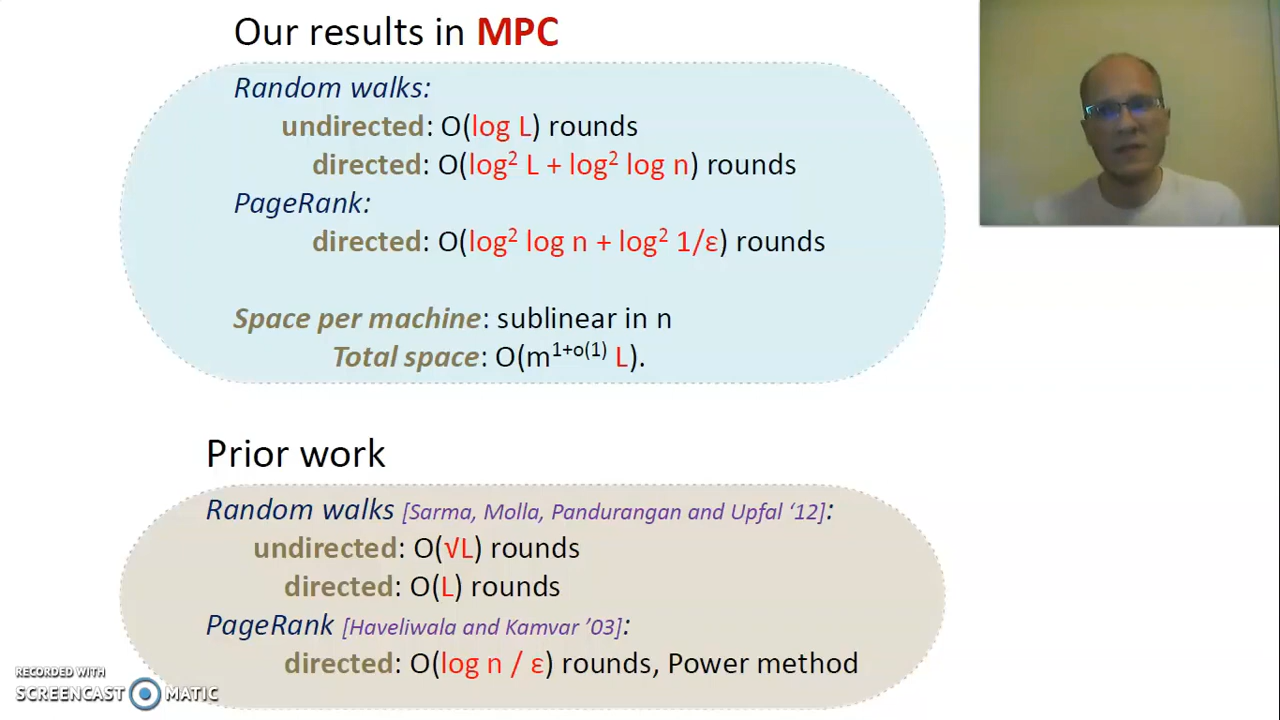 Our results in MPC
Random walks:
undirected: O(log L) rounds
directed: O(log² L + log² log n) rounds
PageRank:
directed: O(log² log n + log² 1/ε) rounds
Space per machine: sublinear in n
Total space: O(m¹⁺ᵒ⁽¹⁾ L).
Prior work
Random walks [Sarma, Molla, Pandurangan and Upfal ‘12]:
undirected: O(√L) rounds
directed: O(L) rounds
PageRank [Haveliwala and Kamvar ’03]:
directed: O(log n / ε) rounds, Power method
RECORDED WITH
SCREENCAST MATIC